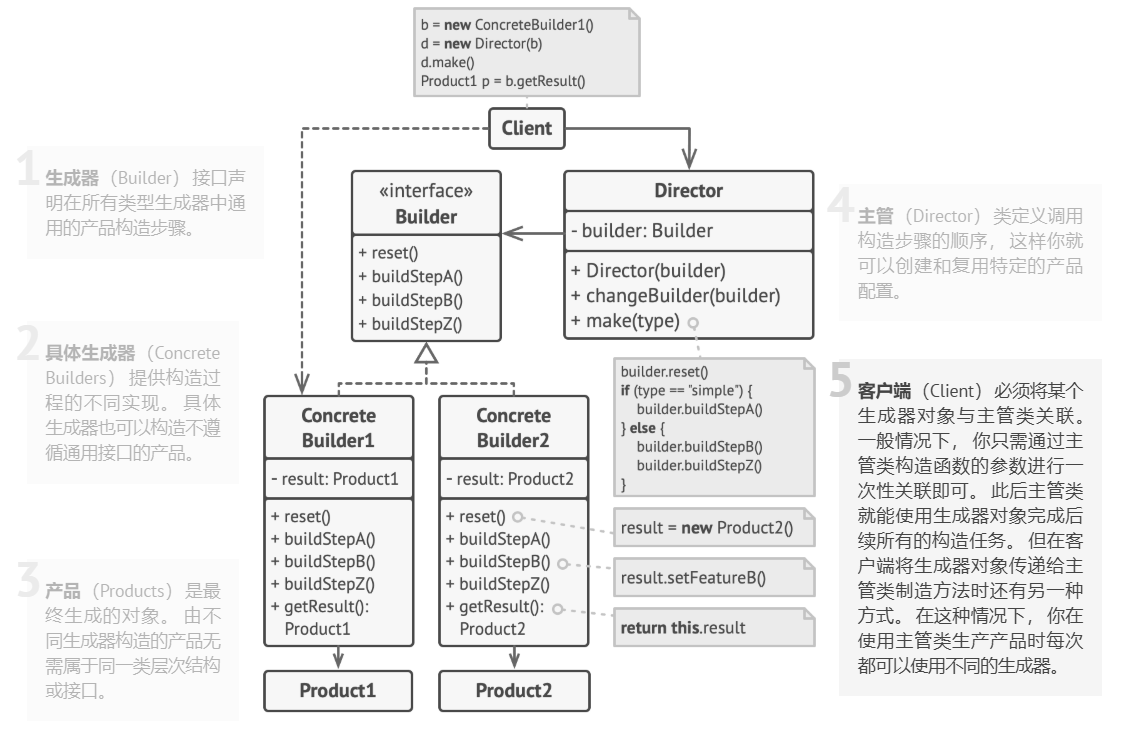 b = new ConcreteBuilder1()
d = new Director(b)
d.make()
Product1 p = b.getResult()
Client
1
生成器（Builder） 接口声
明在所有类型生成器中通
用的产品构造步骤。
«interface»
Builder
+ reset()
+ buildStepA()
+ buildStepB()
+ buildStepZ()
Director
- builder: Builder
+ Director(builder)
+ changeBuilder(builder)
+ make(type)
4
主管 （Director） 类定义调用
构造步骤的顺序， 这样你就
可以创建和复用特定的产品
配置。
2
具体生成器 （Concrete
Builders） 提供构造过
程的不同实现。 具体
生成器也可以构造不遵
循通用接口的产品。
builder.reset()
if (type == "simple") {
builder.buildStepA()
} else {
builder.buildStepB()
builder.buildStepZ()
}
5
客户端 （Client） 必须将某个
生成器对象与主管类关联。
一般情况下， 你只需通过主
管类构造函数的参数进行一
次性关联即可。 此后主管类
就能使用生成器对象完成后
续所有的构造任务。 但在客
户端将生成器对象传递给主
管类制造方法时还有另一种
方式。 在这种情况下， 你在
使用主管类生产产品时每次
都可以使用不同的生成器。
Concrete
Builder1
- result: Product1
+ reset()
+ buildStepA()
+ buildStepB()
+ buildStepZ()
+ getResult():
Product1
Concrete
Builder2
- result: Product2
+ reset()
+ buildStepA()
+ buildStepB()
+ buildStepZ()
+ getResult():
Product2
result = new Product2()
result.setFeatureB()
return this.result
3
产品 （Products） 是最
终生成的对象。 由不
同生成器构造的产品无
需属于同一类层次结构
或接口。
Product1
Product2